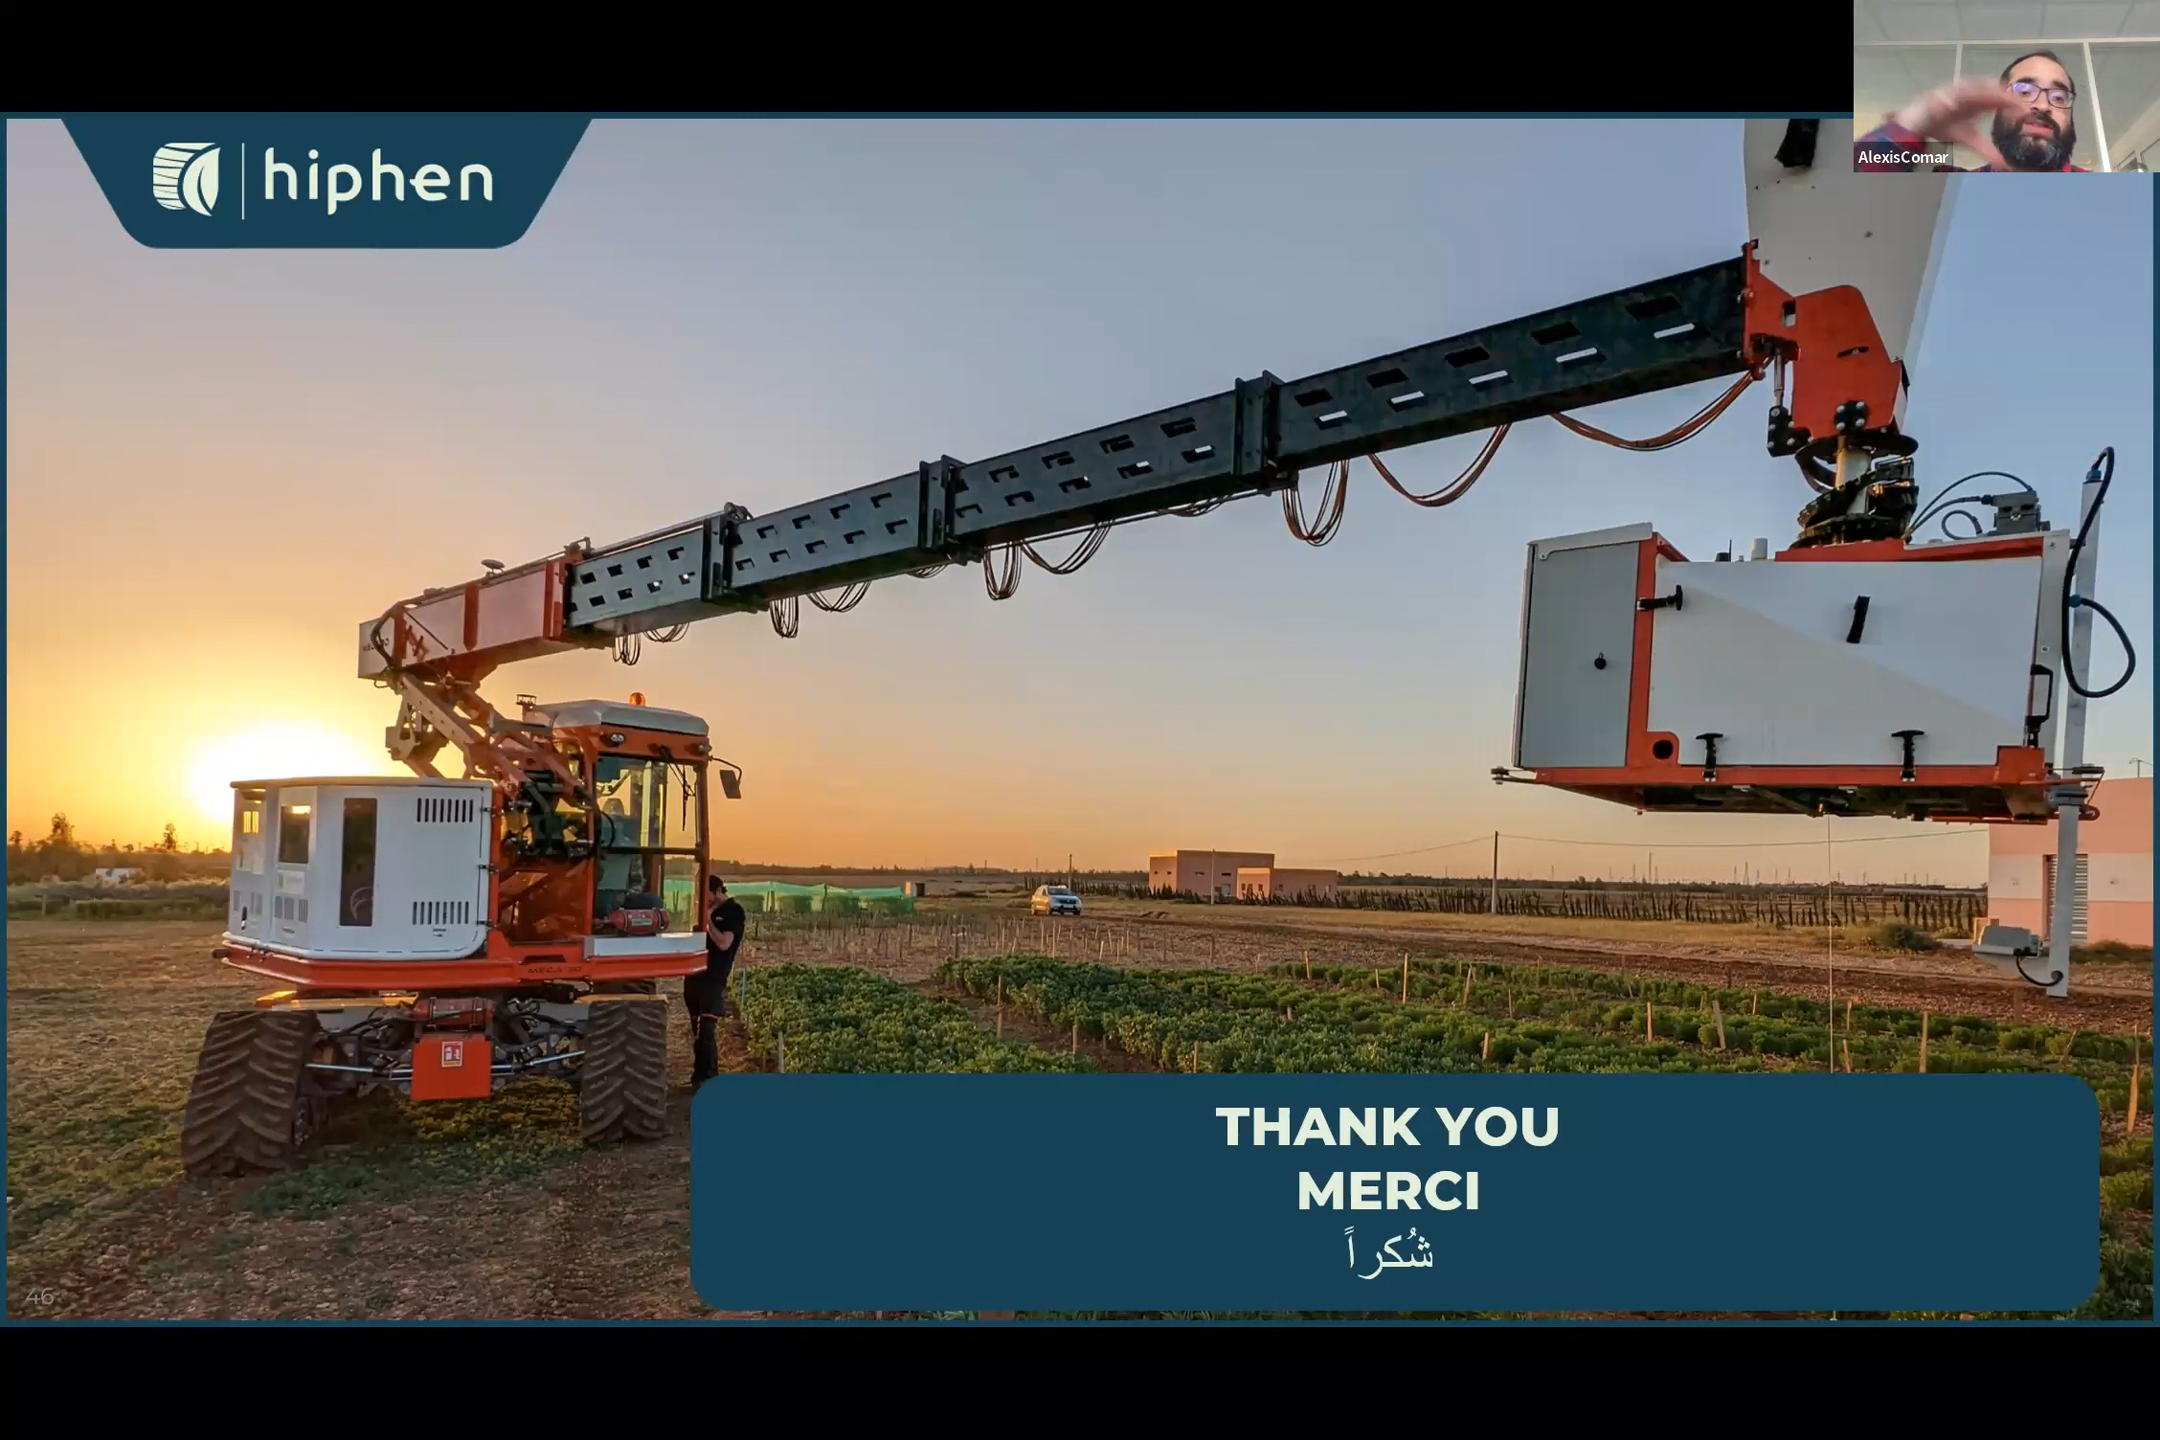 AlexisComar
hiphen
THANK YOU
MERCI
شُكراً
46